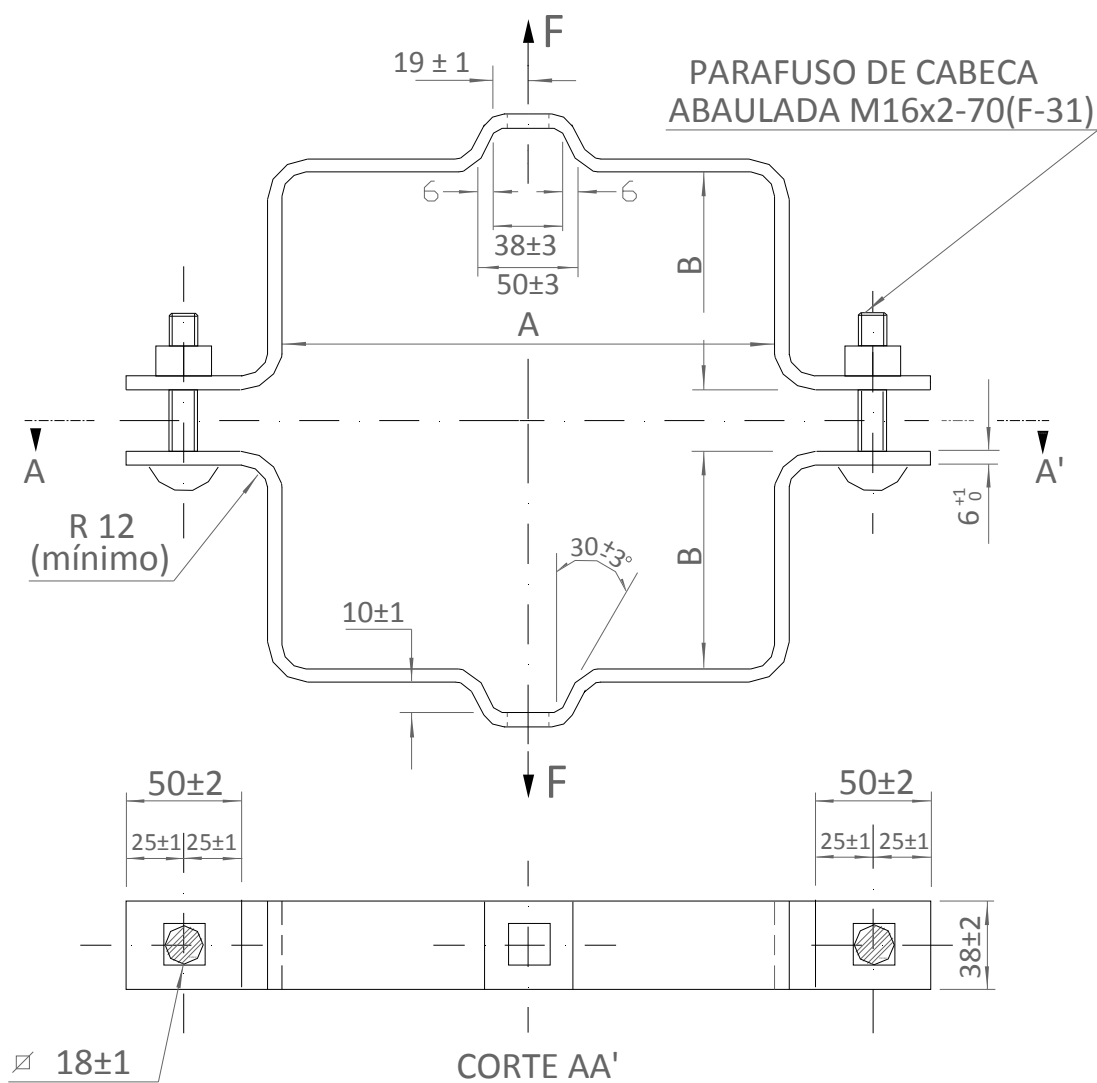 F
19 ± 1
PARAFUSO DE CABECA
ABAULADA M16x2-70(F-31)
6
6
38±3
50±3
B
A
A
A'
R 12
(mínimo)
6 +1 0
30±3°
B
10±1
F
50±2
50±2
25±1
25±1
25±1
25±1
38±2
18±1
CORTE AA'